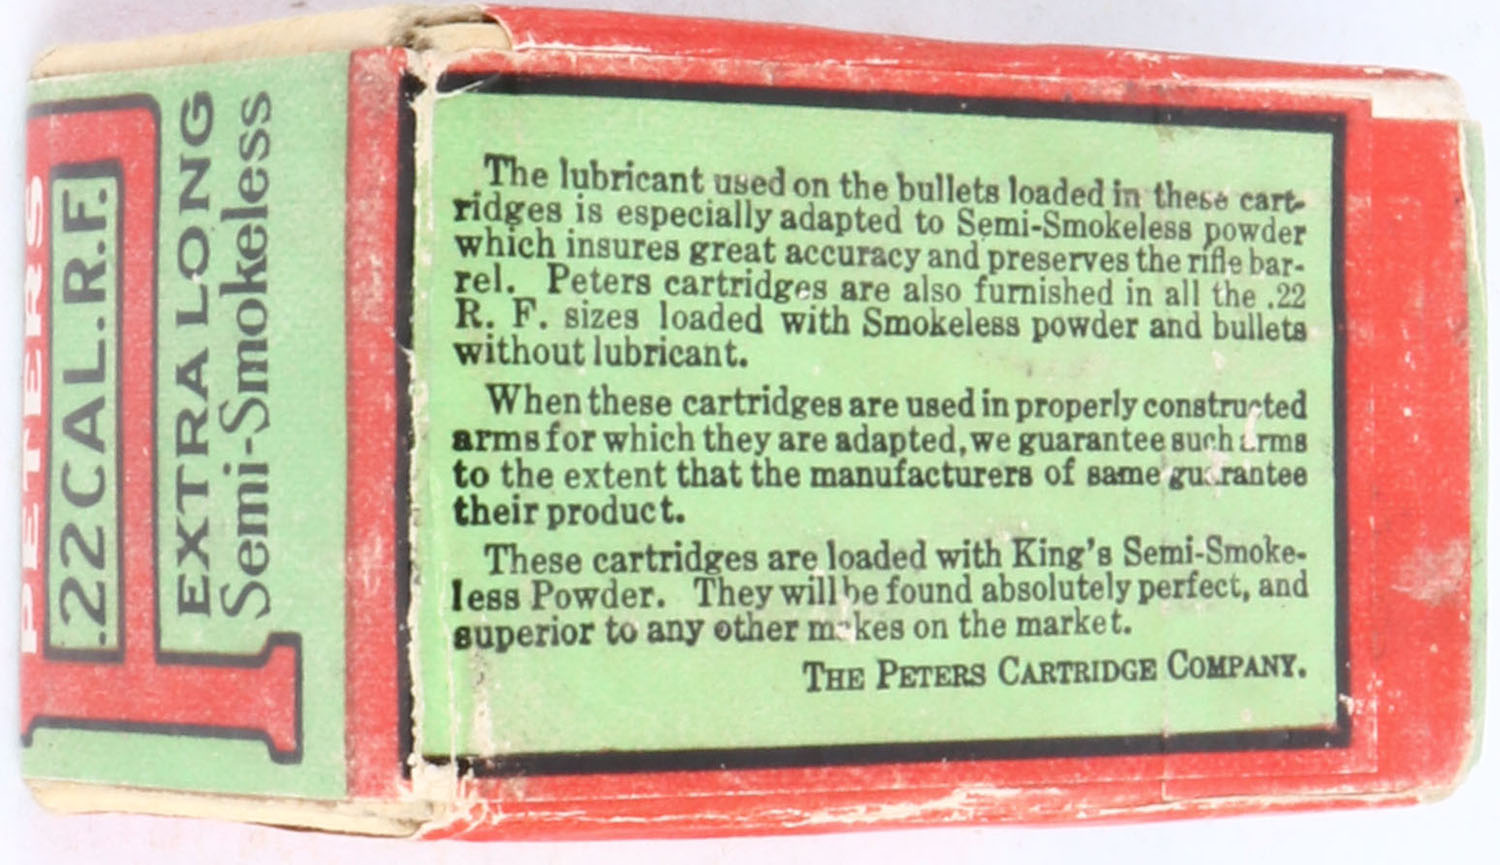 PETERS
.22 CAL. R. F.
EXTRA LONG
Semi-Smokeless
The lubricant used on the bullets loaded in these cart-
ridges is especially adapted to Semi-Smokeless powder
which insures great accuracy and preserves the rifle bar-
rel. Peters cartridges are also furnished in all the .22
R. F. sizes loaded with Smokeless powder and bullets
without lubricant.
When these cartridges are used in properly constructed
arms for which they are adapted, we guarantee such arms
to the extent that the manufacturers of same guarantee
their product.
These cartridges are loaded with King's Semi-Smoke-
less Powder. They will be found absolutely perfect, and
superior to any other makes on the market.
THE PETERS CARTRIDGE COMPANY.